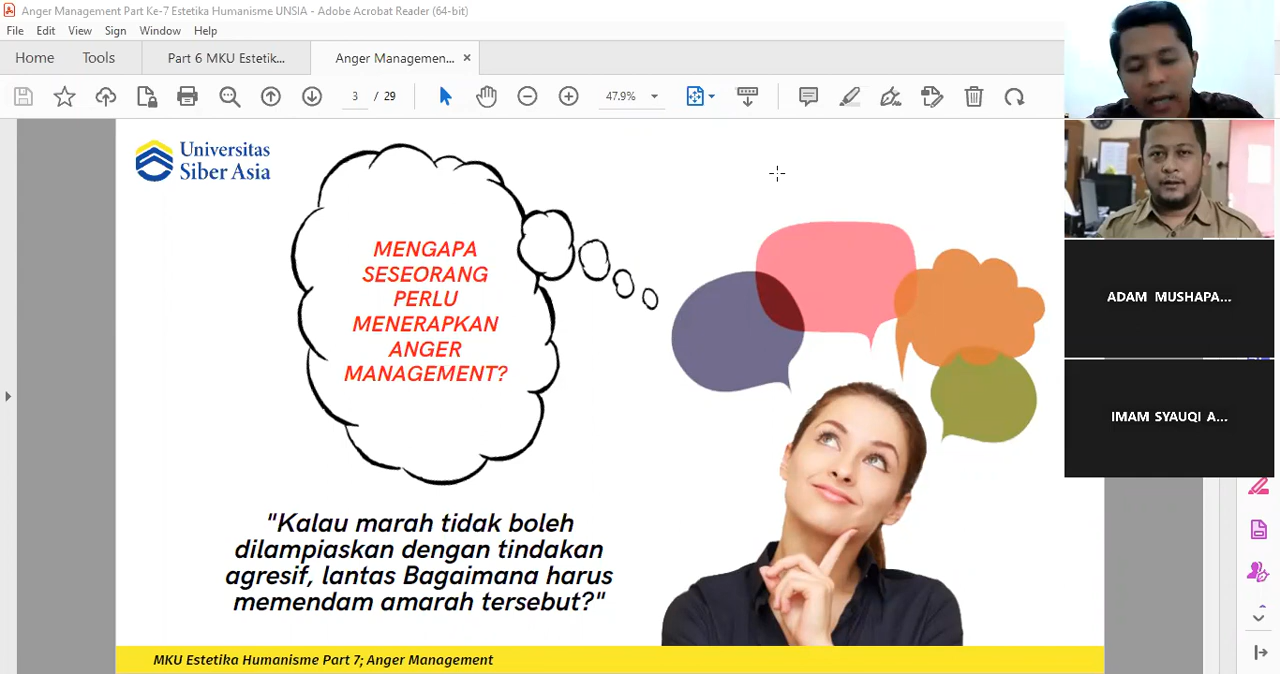 Anger Management Part Ke-7 Estetika Humanisme UNSIA - Adobe Acrobat Reader (64-bit)
File Edit View Sign Window Help
Home Tools Part 6 MKU Estetik... Anger Managemen... ×
3 / 29 47.9%
Universitas
Siber Asia
MENGAPA
SESEORANG
PERLU
MENERAPKAN
ANGER
MANAGEMENT?
"Kalau marah tidak boleh
dilampiaskan dengan tindakan
agresif, lantas Bagaimana harus
memendam amarah tersebut?"
MKU Estetika Humanisme Part 7; Anger Management
ADAM MUSHAPA...
IMAM SYAUQI A...